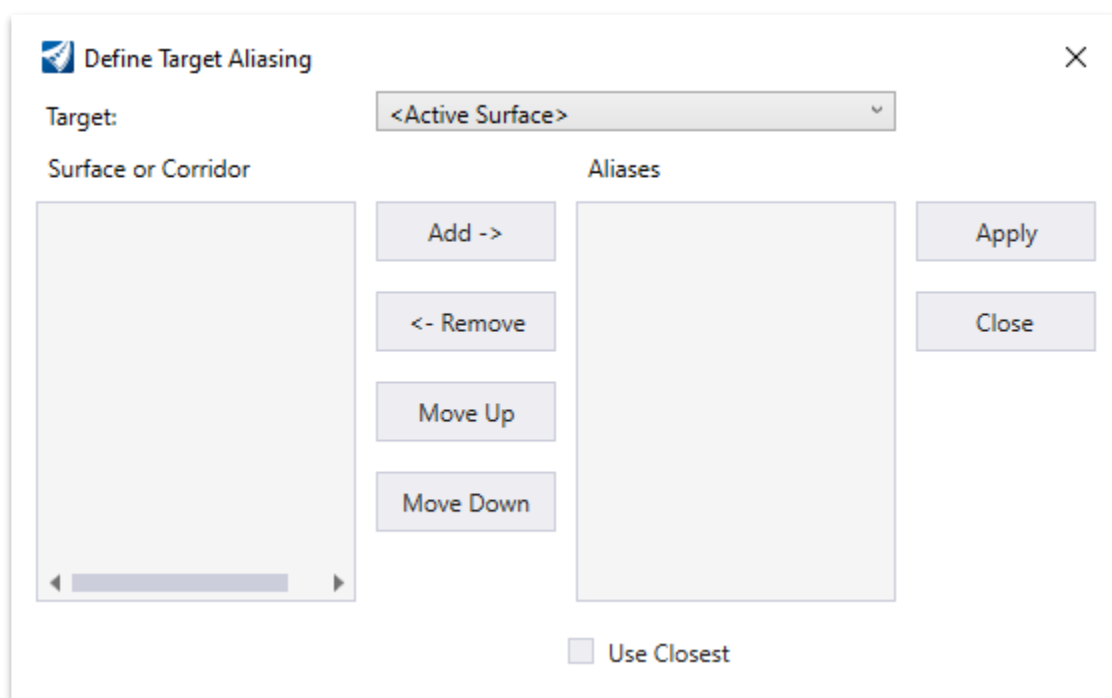 Define Target Aliasing
Target: <Active Surface>
Surface or Corridor Aliases
Add -> Apply
<- Remove Close
Move Up
Move Down
Use Closest